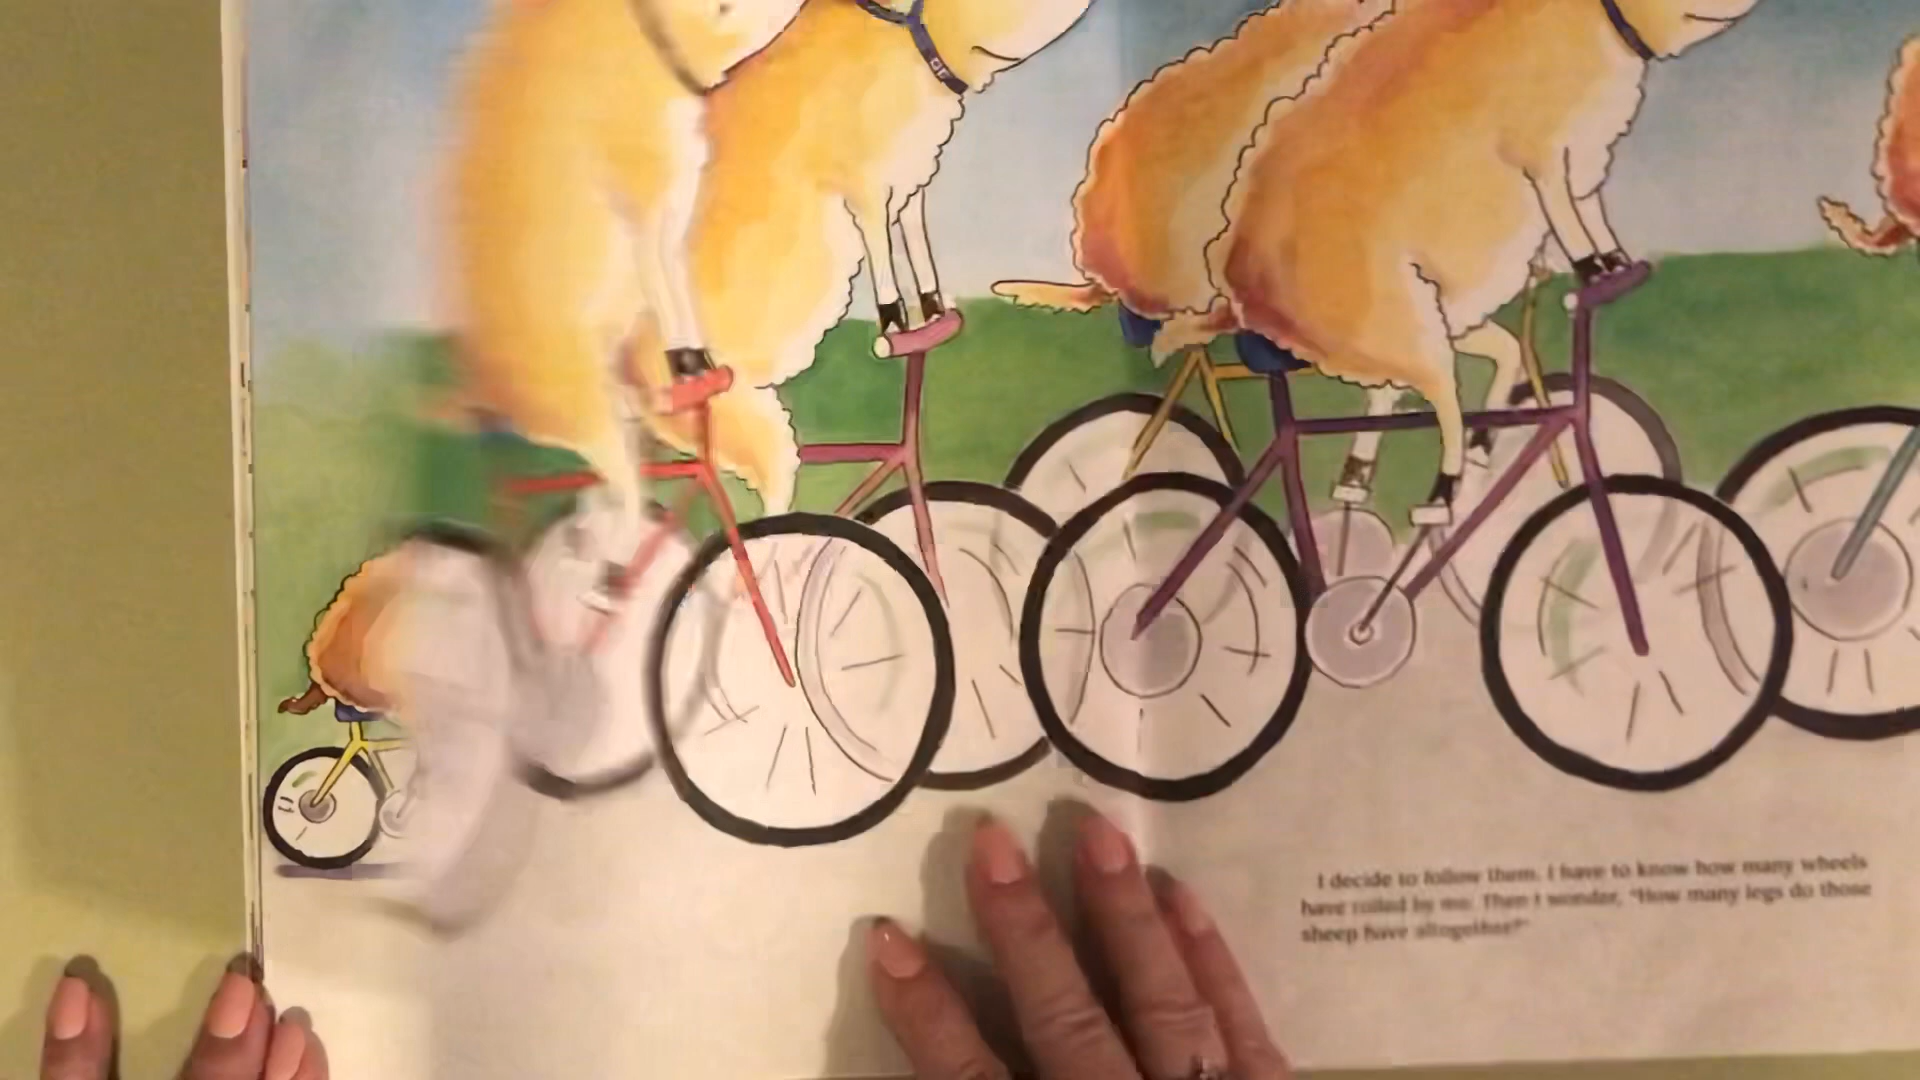 I decide to follow them. I have to know how many wheels
have rolled by me. Then I wonder, "How many legs do those
sheep have altogether?"